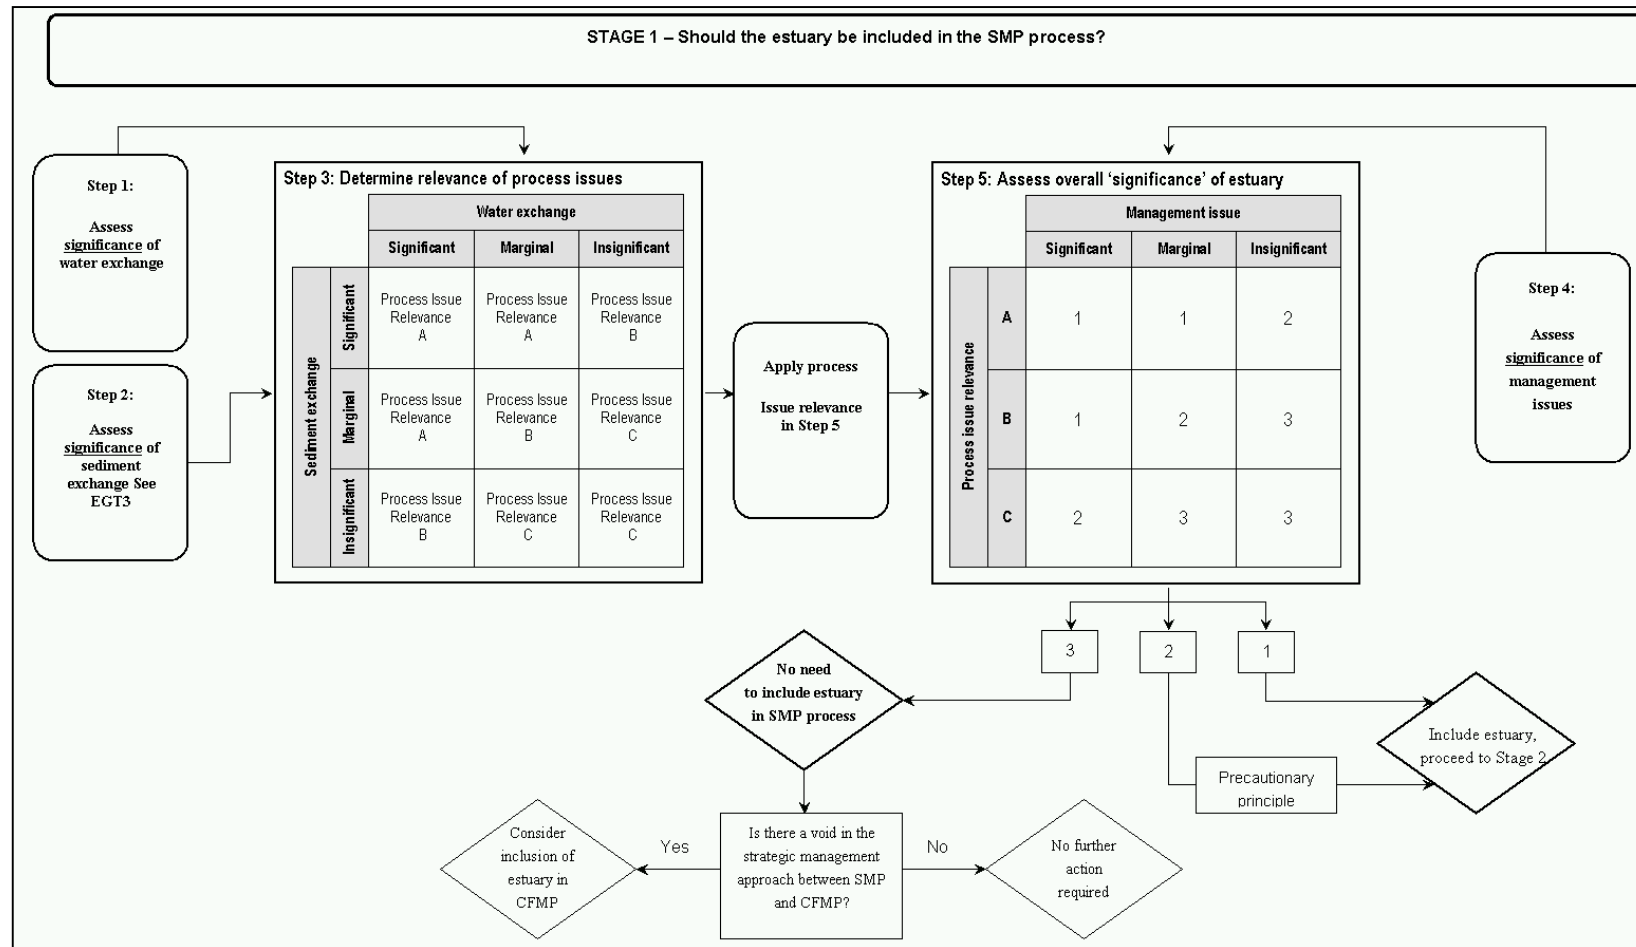 STAGE 1 – Should the estuary be included in the SMP process?
Step 1:
Assess
significance of
water exchange
Step 2:
Assess
significance of
sediment
exchange See
EGT3
Step 3: Determine relevance of process issues
Water exchange
Significant Marginal Insignificant
Sediment exchange
Significant
Process Issue
Relevance
A
Process Issue
Relevance
A
Process Issue
Relevance
B
Marginal
Process Issue
Relevance
A
Process Issue
Relevance
B
Process Issue
Relevance
C
Insignificant
Process Issue
Relevance
B
Process Issue
Relevance
C
Process Issue
Relevance
C
Apply process
Issue relevance
in Step 5
Step 5: Assess overall ‘significance’ of estuary
Management issue
Significant Marginal Insignificant
Process issue relevance
A 1 1 2
B 1 2 3
C 2 3 3
Step 4:
Assess
significance of
management
issues
3 2 1
No need
to include estuary
in SMP process
Include estuary,
proceed to Stage 2
Precautionary
principle
Consider
inclusion of
estuary in
CFMP
Yes
Is there a void in the
strategic management
approach between SMP
and CFMP?
No
No further
action
required